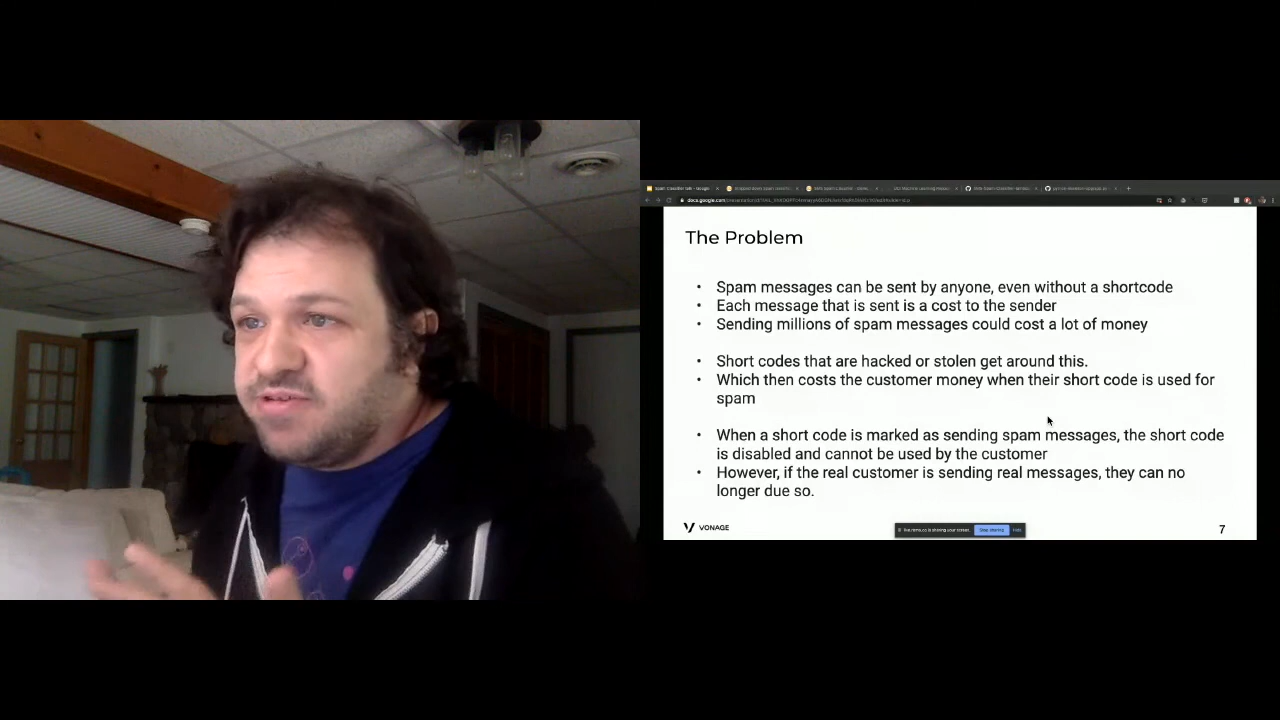 The Problem
• Spam messages can be sent by anyone, even without a shortcode
• Each message that is sent is a cost to the sender
• Sending millions of spam messages could cost a lot of money
• Short codes that are hacked or stolen get around this.
• Which then costs the customer money when their short code is used for
spam
• When a short code is marked as sending spam messages, the short code
is disabled and cannot be used by the customer
• However, if the real customer is sending real messages, they can no
longer due so.
VONAGE
Stop sharing
Hide
7